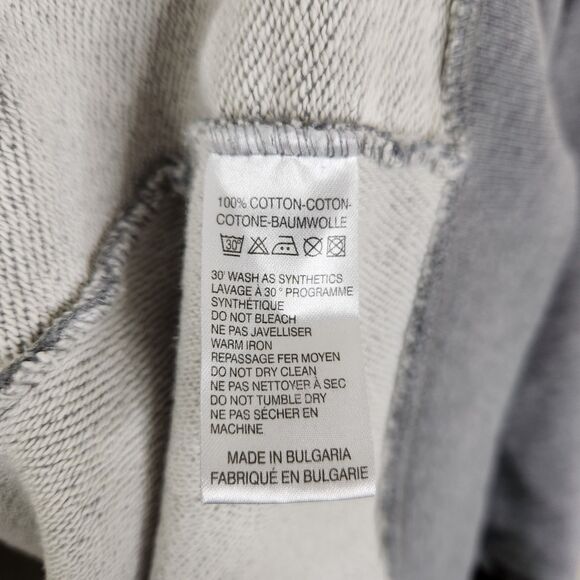 100% COTTON-COTON-
COTONE-BAUMWOLLE
30°
30° WASH AS SYNTHETICS
LAVAGE À 30° PROGRAMME
SYNTHÉTIQUE
DO NOT BLEACH
NE PAS JAVELLISER
WARM IRON
REPASSAGE FER MOYEN
DO NOT DRY CLEAN
NE PAS NETTOYER À SEC
DO NOT TUMBLE DRY
NE PAS SÉCHER EN
MACHINE
MADE IN BULGARIA
FABRIQUÉ EN BULGARIE